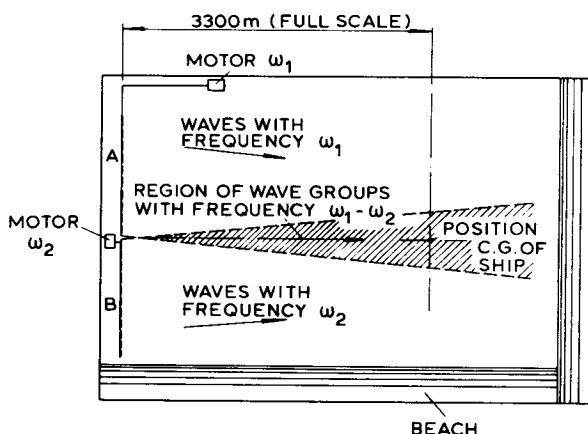 3300m (FULL SCALE)
MOTOR ω1
A
WAVES WITH
FREQUENCY ω1
REGION OF WAVE GROUPS
WITH FREQUENCY ω1-ω2
MOTOR
ω2
POSITION
C.G. OF
SHIP
B
WAVES WITH
FREQUENCY ω2
BEACH